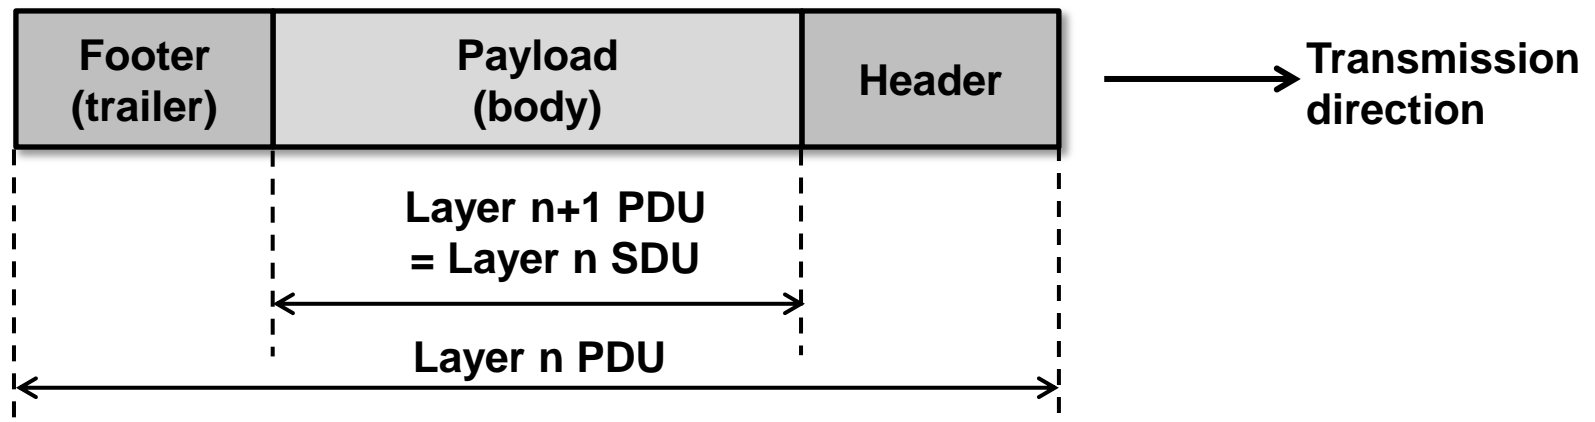 Footer
(trailer)
Payload
(body)
Header
Transmission
direction
Layer n+1 PDU
= Layer n SDU
Layer n PDU